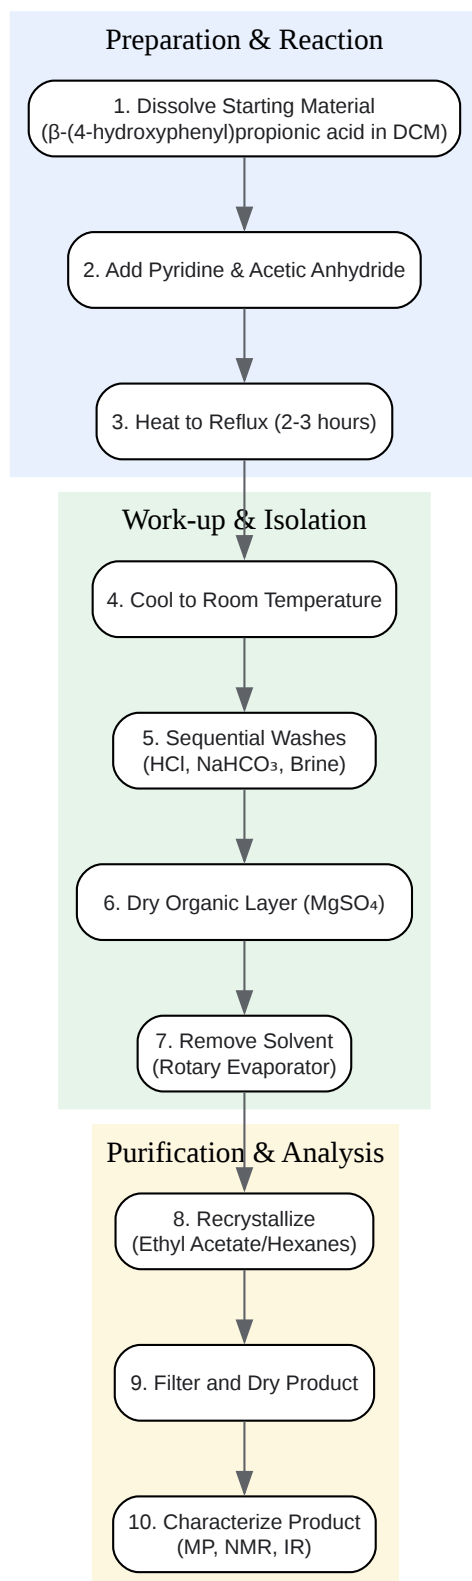 Preparation & Reaction
1. Dissolve Starting Material
(β-(4-hydroxyphenyl)propionic acid in DCM)
2. Add Pyridine & Acetic Anhydride
3. Heat to Reflux (2-3 hours)
Work-up & Isolation
4. Cool to Room Temperature
5. Sequential Washes
(HCl, NaHCO₃, Brine)
6. Dry Organic Layer (MgSO₄)
7. Remove Solvent
(Rotary Evaporator)
Purification & Analysis
8. Recrystallize
(Ethyl Acetate/Hexanes)
9. Filter and Dry Product
10. Characterize Product
(MP, NMR, IR)